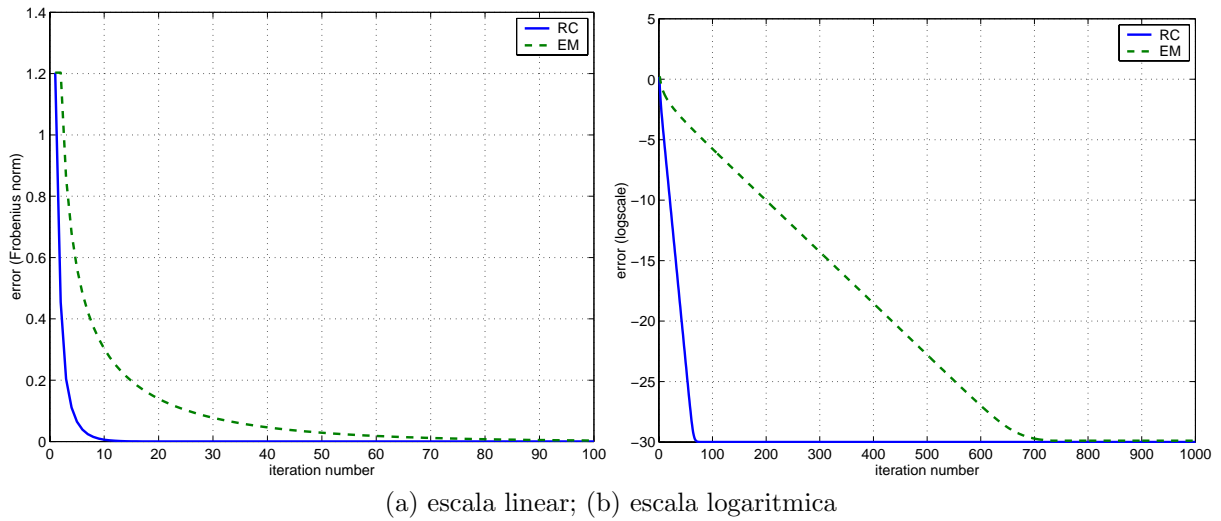 1.4
1.2
1
0.8
0.6
0.4
0.2
0
error (Frobenius norm)
RC
EM
0 10 20 30 40 50 60 70 80 90 100
iteration number
5
0
−5
−10
−15
−20
−25
−30
error (logscale)
RC
EM
0 100 200 300 400 500 600 700 800 900 1000
iteration number
(a) escala linear; (b) escala logaritmica